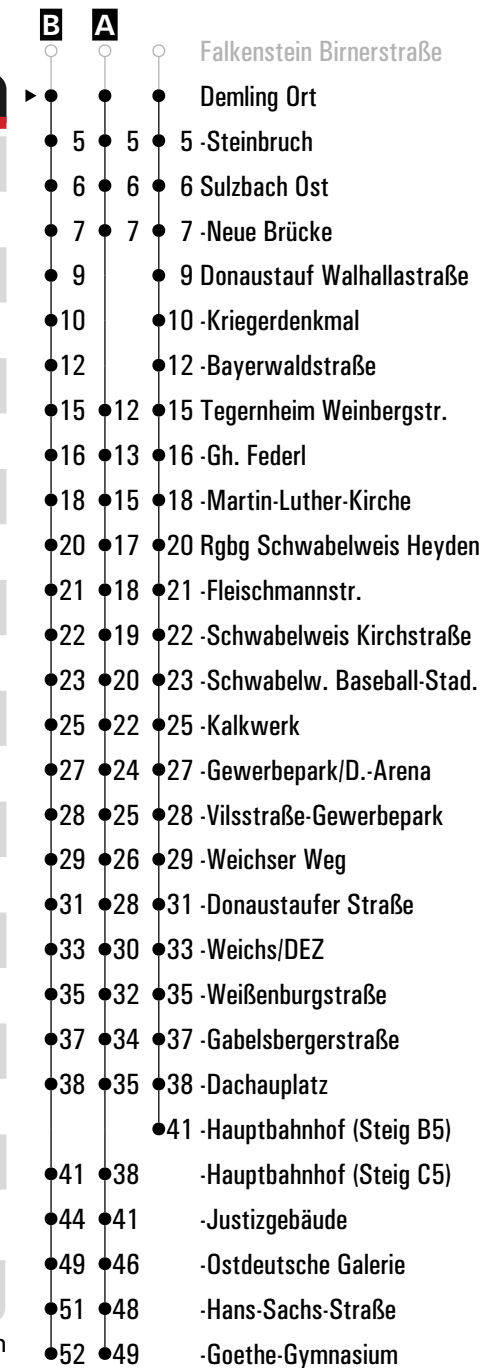 B A
Falkenstein Birnerstraße
Demling Ort
5 5 5 -Steinbruch
6 6 6 Sulzbach Ost
7 7 7 -Neue Brücke
9 9 Donaustauf Walhallastraße
10 10 -Kriegerdenkmal
12 12 -Bayerwaldstraße
15 12 15 Tegernheim Weinbergstr.
16 13 16 -Gh. Federl
18 15 18 -Martin-Luther-Kirche
20 17 20 Rgbg Schwabelweis Heyden
21 18 21 -Fleischmannstr.
22 19 22 -Schwabelweis Kirchstraße
23 20 23 -Schwabelw. Baseball-Stad.
25 22 25 -Kalkwerk
27 24 27 -Gewerbepark/D.-Arena
28 25 28 -Vilsstraße-Gewerbepark
29 26 29 -Weichser Weg
31 28 31 -Donaustaufer Straße
33 30 33 -Weichs/DEZ
35 32 35 -Weißenburgstraße
37 34 37 -Gabelsbergerstraße
38 35 38 -Dachauplatz
41 -Hauptbahnhof (Steig B5)
41 38 -Hauptbahnhof (Steig C5)
44 41 -Justizgebäude
49 46 -Ostdeutsche Galerie
51 48 -Hans-Sachs-Straße
52 49 -Goethe-Gymnasium